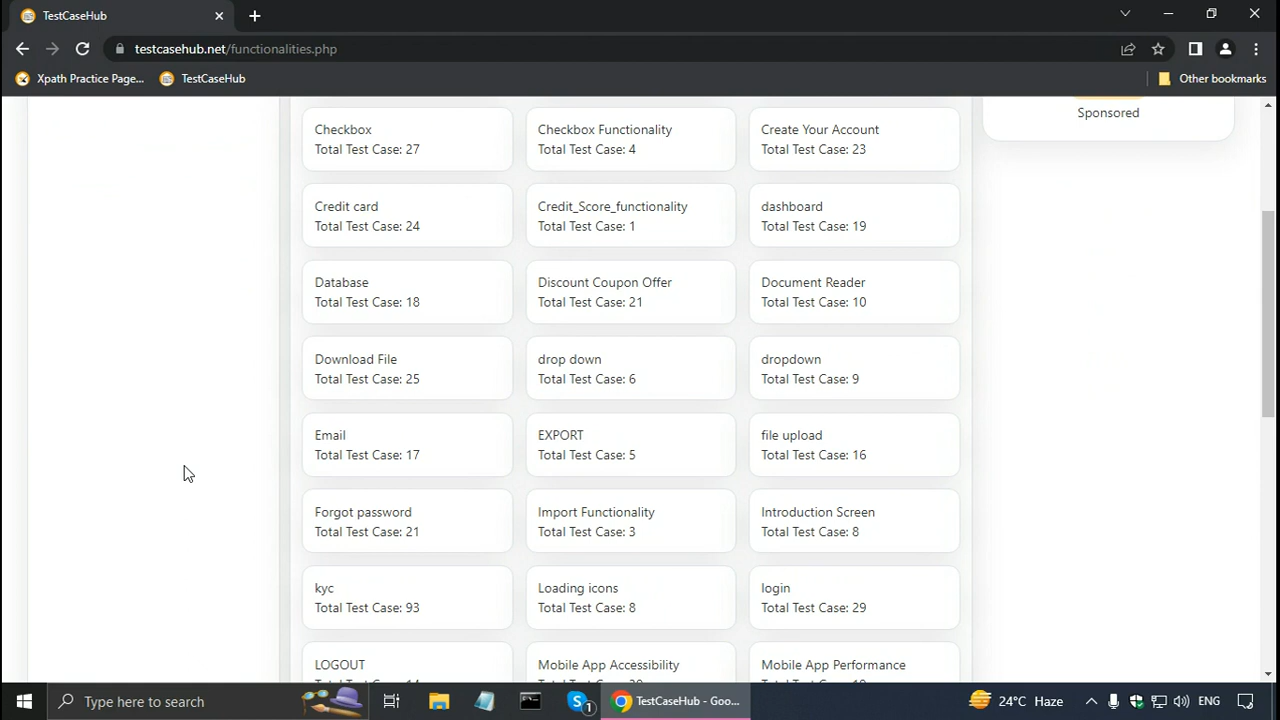 TestCaseHub
testcasehub.net/functionalities.php
Xpath Practice Page...
TestCaseHub
Other bookmarks
Sponsored
Checkbox
Total Test Case: 27
Checkbox Functionality
Total Test Case: 4
Create Your Account
Total Test Case: 23
Credit card
Total Test Case: 24
Credit_Score_functionality
Total Test Case: 1
dashboard
Total Test Case: 19
Database
Total Test Case: 18
Discount Coupon Offer
Total Test Case: 21
Document Reader
Total Test Case: 10
Download File
Total Test Case: 25
drop down
Total Test Case: 6
dropdown
Total Test Case: 9
Email
Total Test Case: 17
EXPORT
Total Test Case: 5
file upload
Total Test Case: 16
Forgot password
Total Test Case: 21
Import Functionality
Total Test Case: 3
Introduction Screen
Total Test Case: 8
kyc
Total Test Case: 93
Loading icons
Total Test Case: 8
login
Total Test Case: 29
LOGOUT
Mobile App Accessibility
Mobile App Performance
Type here to search
1
TestCaseHub - Goo...
24°C Haze
ENG